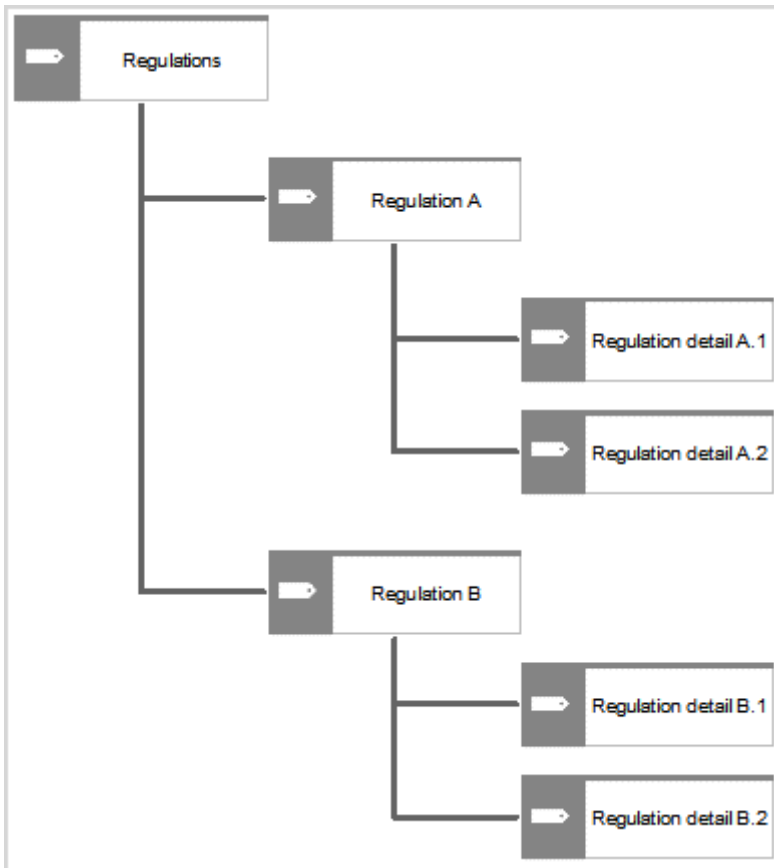 Regulations
Regulation A
Regulation detail A.1
Regulation detail A.2
Regulation B
Regulation detail B.1
Regulation detail B.2